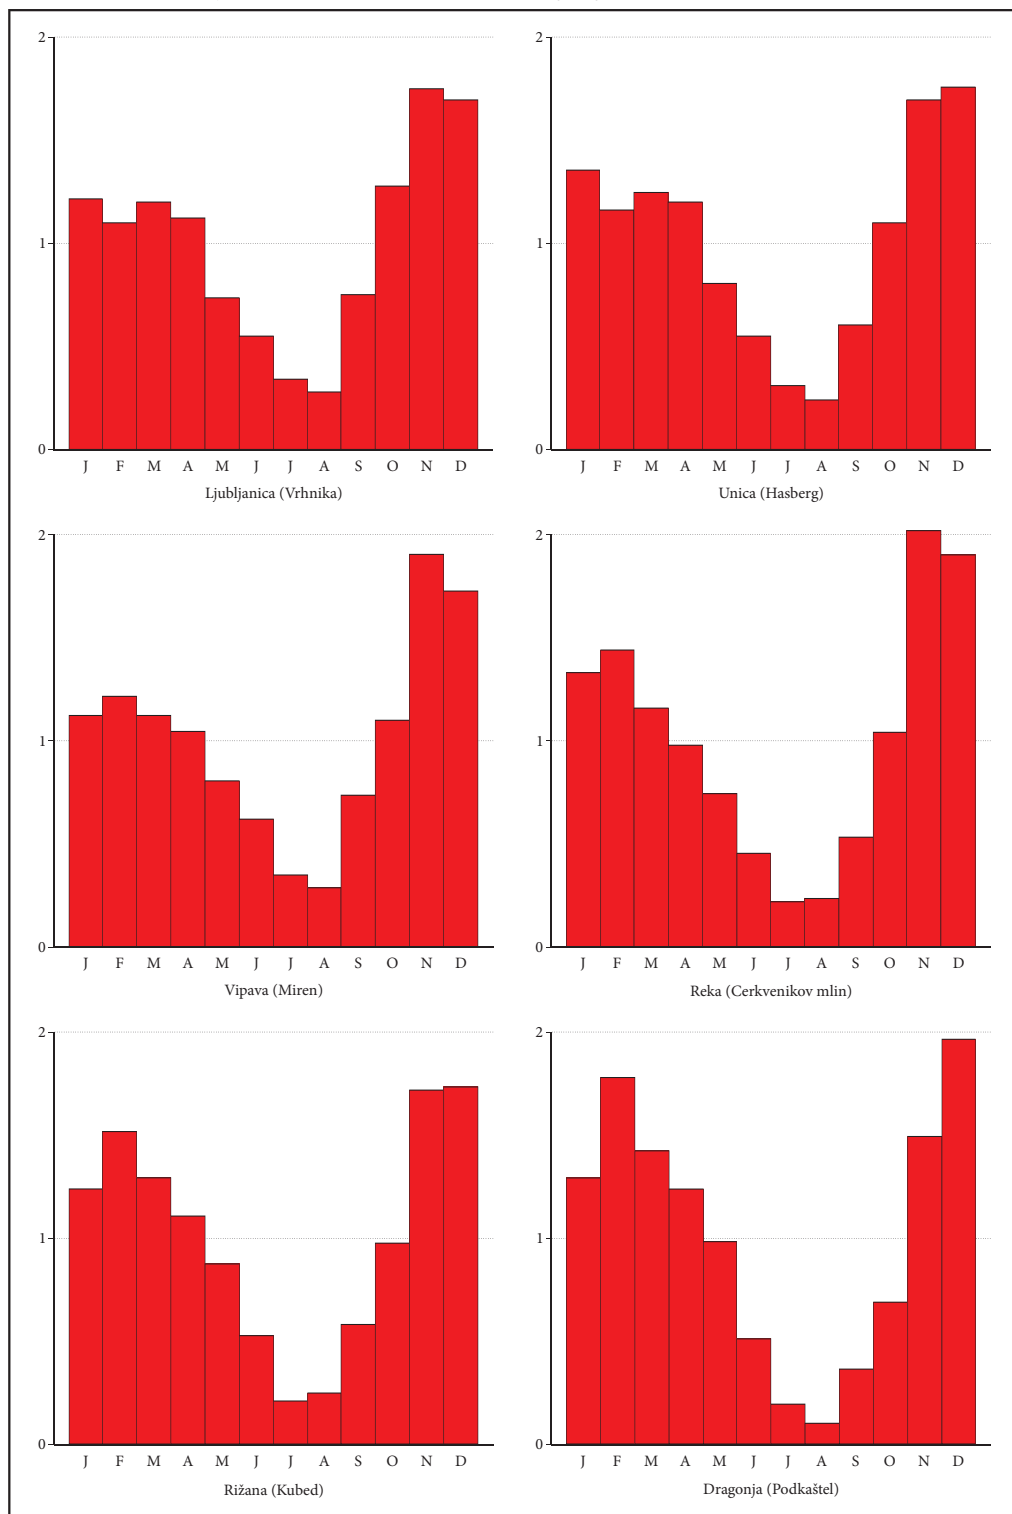 2
1
0
J F M A M J J A S O N D
Ljubljanica (Vrhnika)
2
1
0
J F M A M J J A S O N D
Unica (Hasberg)
2
1
0
J F M A M J J A S O N D
Vipava (Miren)
2
1
0
J F M A M J J A S O N D
Reka (Cerkvenikov mlin)
2
1
0
J F M A M J J A S O N D
Rižana (Kubed)
2
1
0
J F M A M J J A S O N D
Dragonja (Podkaštel)